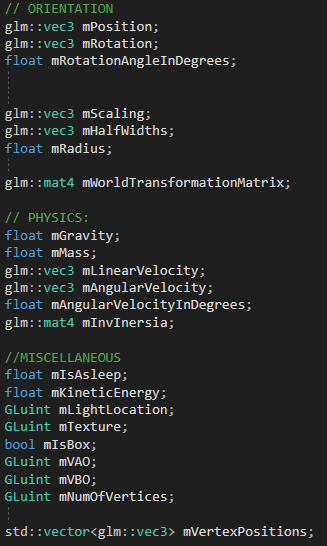 // ORIENTATION
glm::vec3 mPosition;
glm::vec3 mRotation;
float mRotationAngleInDegrees;
glm::vec3 mScaling;
glm::vec3 mHalfWidths;
float mRadius;
glm::mat4 mWorldTransformationMatrix;
// PHYSICS:
float mGravity;
float mMass;
glm::vec3 mLinearVelocity;
glm::vec3 mAngularVelocity;
float mAngularVelocityInDegrees;
glm::mat4 mInvInersia;
//MISCELLANEOUS
float mIsAsleep;
float mKineticEnergy;
GLuint mLightLocation;
GLuint mTexture;
bool mIsBox;
GLuint mVAO;
GLuint mVBO;
GLuint mNumOfVertices;
std::vector<glm::vec3> mVertexPositions;